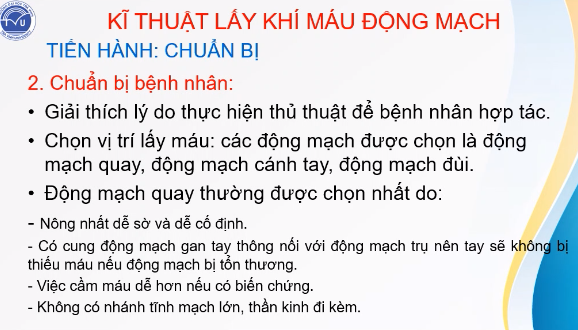 KĨ THUẬT LẤY KHÍ MÁU ĐỘNG MẠCH
TIẾN HÀNH: CHUẨN BỊ
2. Chuẩn bị bệnh nhân:
• Giải thích lý do thực hiện thủ thuật để bệnh nhân hợp tác.
• Chọn vị trí lấy máu: các động mạch được chọn là động
mạch quay, động mạch cánh tay, động mạch đùi.
• Động mạch quay thường được chọn nhất do:
- Nông nhất dễ sờ và dễ cố định.
- Có cung động mạch gan tay thông nối với động mạch trụ nên tay sẽ không bị
thiếu máu nếu động mạch bị tổn thương.
- Việc cầm máu dễ hơn nếu có biến chứng.
- Không có nhánh tĩnh mạch lớn, thần kinh đi kèm.